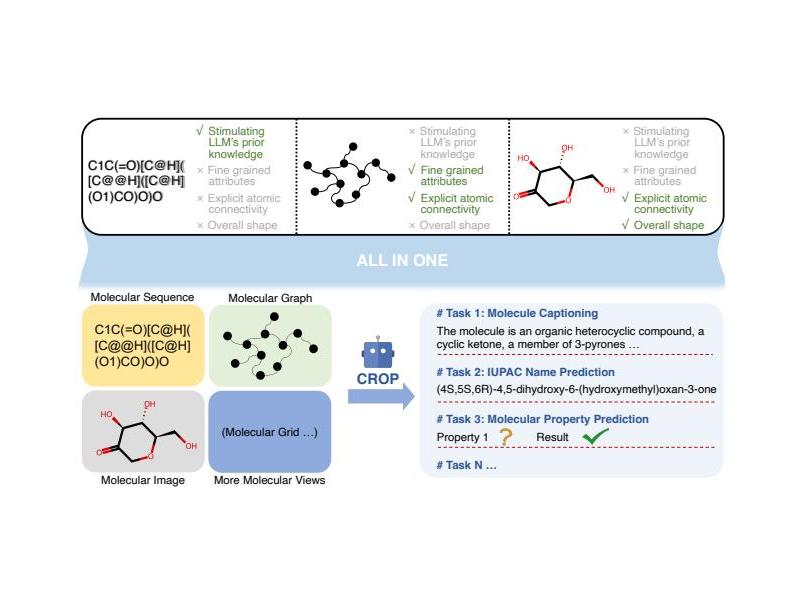 C1C(=O)[C@H](
[C@@H]([C@H]
(O1)CO)O)O
√ Stimulating
LLM's prior
knowledge
× Fine grained
attributes
× Explicit atomic
connectivity
× Overall shape
× Stimulating
LLM's prior
knowledge
√ Fine grained
attributes
√ Explicit atomic
connectivity
× Overall shape
OH
HO
OH
O
O
× Stimulating
LLM's prior
knowledge
× Fine grained
attributes
√ Explicit atomic
connectivity
√ Overall shape
ALL IN ONE
Molecular Sequence
Molecular Graph
C1C(=O)[C@H](
[C@@H]([C@H]
(O1)CO)O)O
OH
HO
OH
O
O
(Molecular Grid ...)
Molecular Image
More Molecular Views
CROP
# Task 1: Molecule Captioning
The molecule is an organic heterocyclic compound, a
cyclic ketone, a member of 3-pyrones ...
# Task 2: IUPAC Name Prediction
(4S,5S,6R)-4,5-dihydroxy-6-(hydroxymethyl)oxan-3-one
# Task 3: Molecular Property Prediction
Property 1 ? Result
# Task N ...